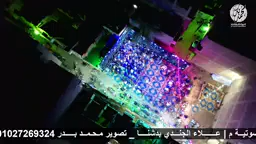 صوتية م | علاء الجندي بدشنا _ تصوير محمد بدر 01027269324